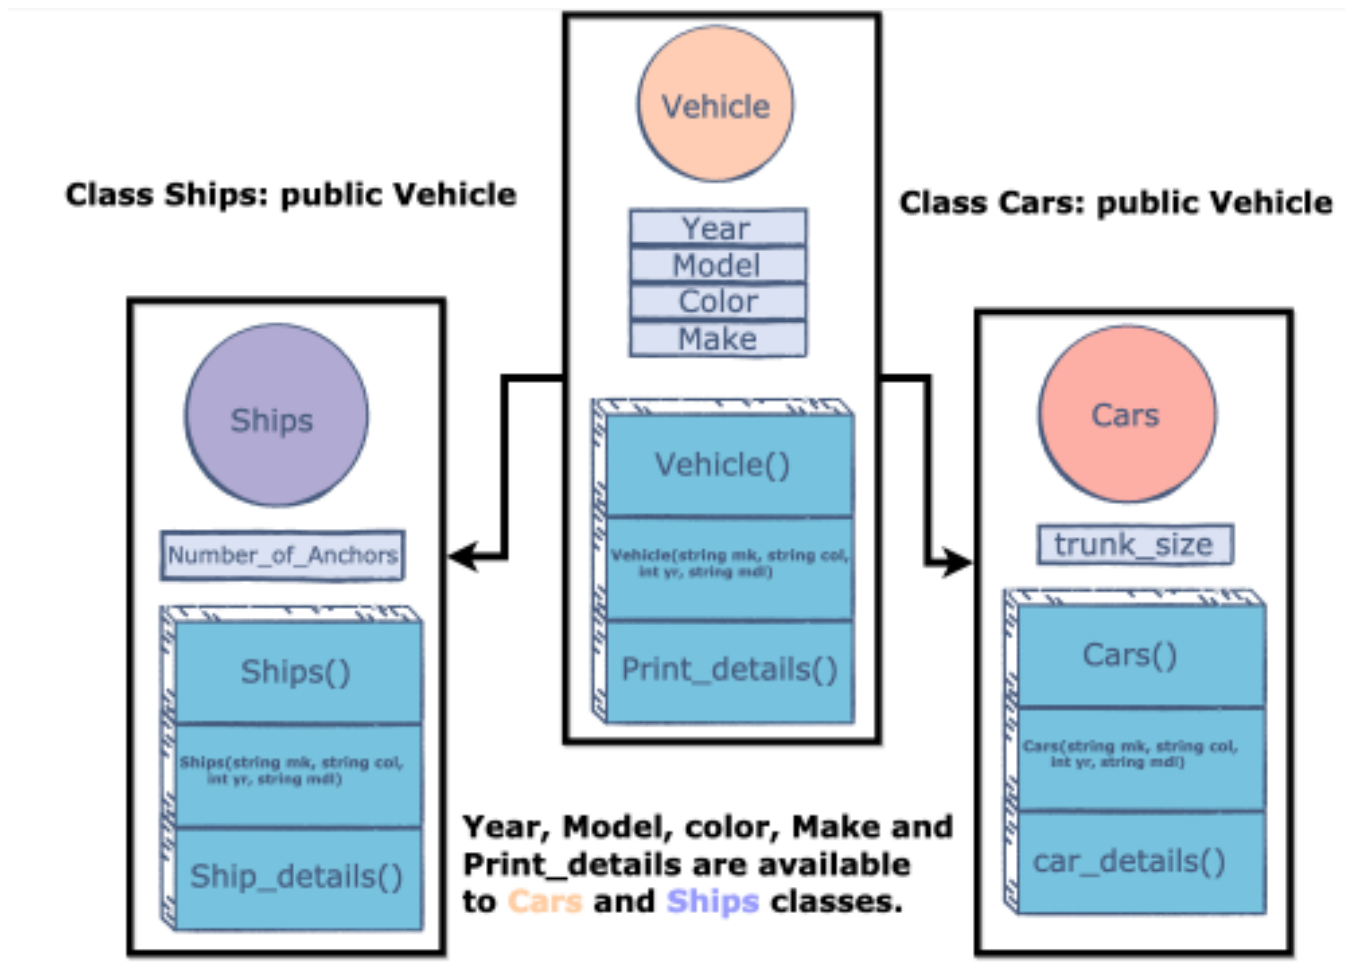 Vehicle
Class Ships: public Vehicle
Class Cars: public Vehicle
Year
Model
Color
Make
Vehicle()
Vehicle(string mk, string col,
int yr, string mdl)
Print_details()
Ships
Number_of_Anchors
Ships()
Ships(string mk, string col,
int yr, string mdl)
Ship_details()
Cars
trunk_size
Cars()
Cars(string mk, string col,
int yr, string mdl)
car_details()
Year, Model, color, Make and
Print_details are available
to Cars and Ships classes.